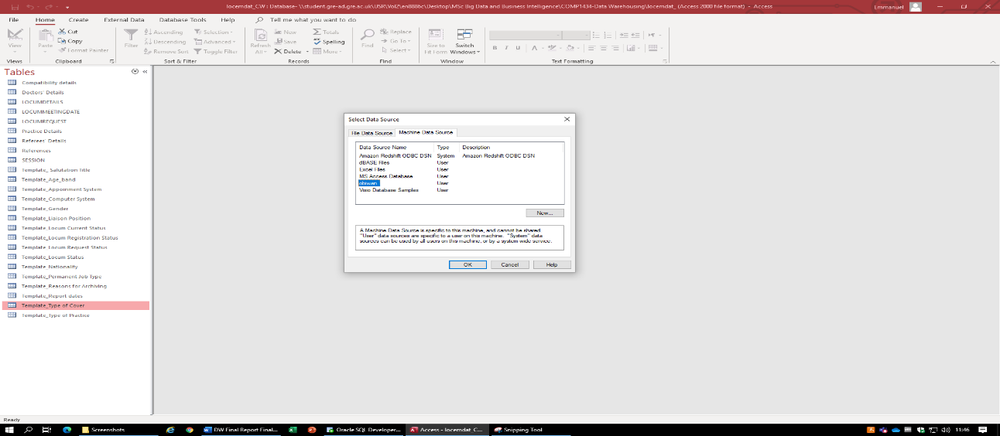 locemdat_CW : Database- \\student.gre-ad.gre.ac.uk\USR\Vol2\en8886c\Desktop\MSc Big Data and Business Intelligence\COMP1434-Data Warehousing\locemdat_ (Access 2000 file format) - Access
Emmanuel
File Home Create External Data Database Tools Help Tell me what you want to do
View
Views
Paste
Cut
Copy
Format Painter
Clipboard
Filter
Ascending
Descending
Remove Sort
Selection
Advanced
Toggle Filter
Sort & Filter
Refresh All
New
Save
Delete
Totals
Spelling
More
Records
Find
Replace
Go To
Select
Find
Size to Fit Form
Switch Windows
Window
B I U A
Text Formatting
Tables
Compatibility details
Doctors' Details
LOCUMDETAILS
LOCUMMEETINGDATE
LOCUMREQUEST
Practice Details
Referees' Details
References
SESSION
Template_ Salutation Title
Template_Age_band
Template_Appoinment System
Template_Computer System
Template_Gender
Template_Liaison Position
Template_Locum Current Status
Template_Locum Registration Status
Template_Locum Request Status
Template_Locum Status
Template_Nationality
Template_Permanent Job Type
Template_Reasons for Archiving
Template_Report dates
Template_Type of Cover
Template_Type of Practice
Select Data Source
File Data Source Machine Data Source
Data Source Name Type Description
Amazon Redshift ODBC DSN System Amazon Redshift ODBC DSN
dBASE Files User
Excel Files User
MS Access Database User
obiwan User
Visio Database Samples User
New...
A Machine Data Source is specific to this machine, and cannot be shared.
"User" data sources are specific to a user on this machine. "System" data
sources can be used by all users on this machine, or by a system-wide service.
OK Cancel Help
Ready
Screenshots
DW Final Report Final...
Oracle SQL Developer...
Access - locemdat_C...
Snipping Tool
11:46